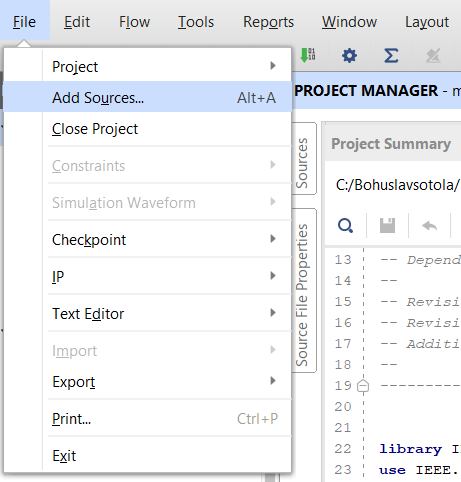 File Edit Flow Tools Reports Window Layout
Project
Add Sources... Alt+A
Close Project
Constraints
Simulation Waveform
Checkpoint
IP
Text Editor
Import
Export
Print... Ctrl+P
Exit
PROJECT MANAGER -
Sources
Source File Properties
Project Summary
C:/Bohuslavsotola/
13 -- Depend
14 --
15 -- Revisi
16 -- Revisi
17 -- Additi
18 --
19 ----------
20
21
22 library I
23 use IEEE.